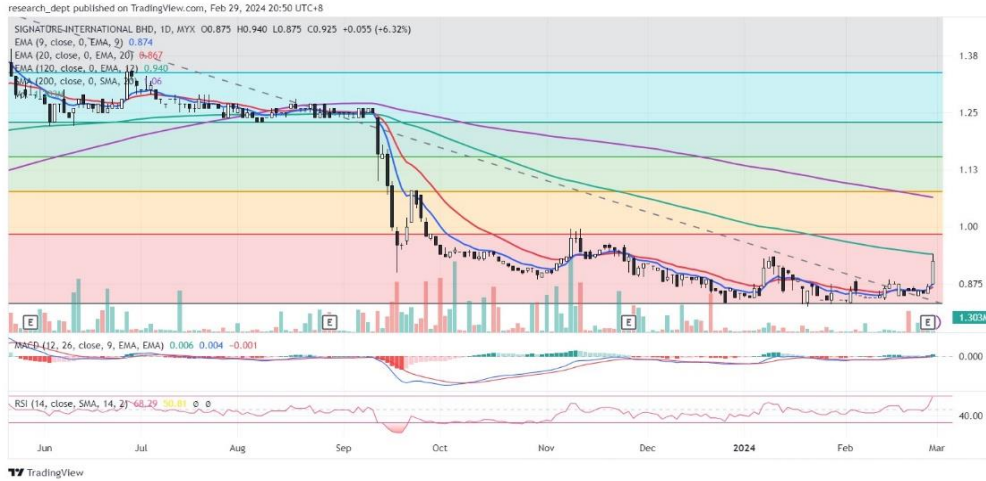 research_dept published on TradingView.com, Feb 29, 2024 20:50 UTC+8
SIGNATURE INTERNATIONAL BHD, 1D, MYX O0.875 H0.940 L0.875 C0.925 +0.055 (+6.32%)
EMA (9, close, 0, EMA, 9) 0.874
EMA (20, close, 0, EMA, 20) 0.867
EMA (120, close, 0, EMA, 12) 0.940
SMA (200, close, 0, SMA,
1.38
1.25
1.13
1.00
0.875
1.303M
E E E E
MACD (12, 26, close, 9, EMA, EMA) 0.006 0.004 −0.001
0.000
RSI (14, close, SMA, 14, 2) 68.29 50.81 ∅ ∅
40.00
Jun Jul Aug Sep Oct Nov Dec 2024 Feb Mar
TradingView